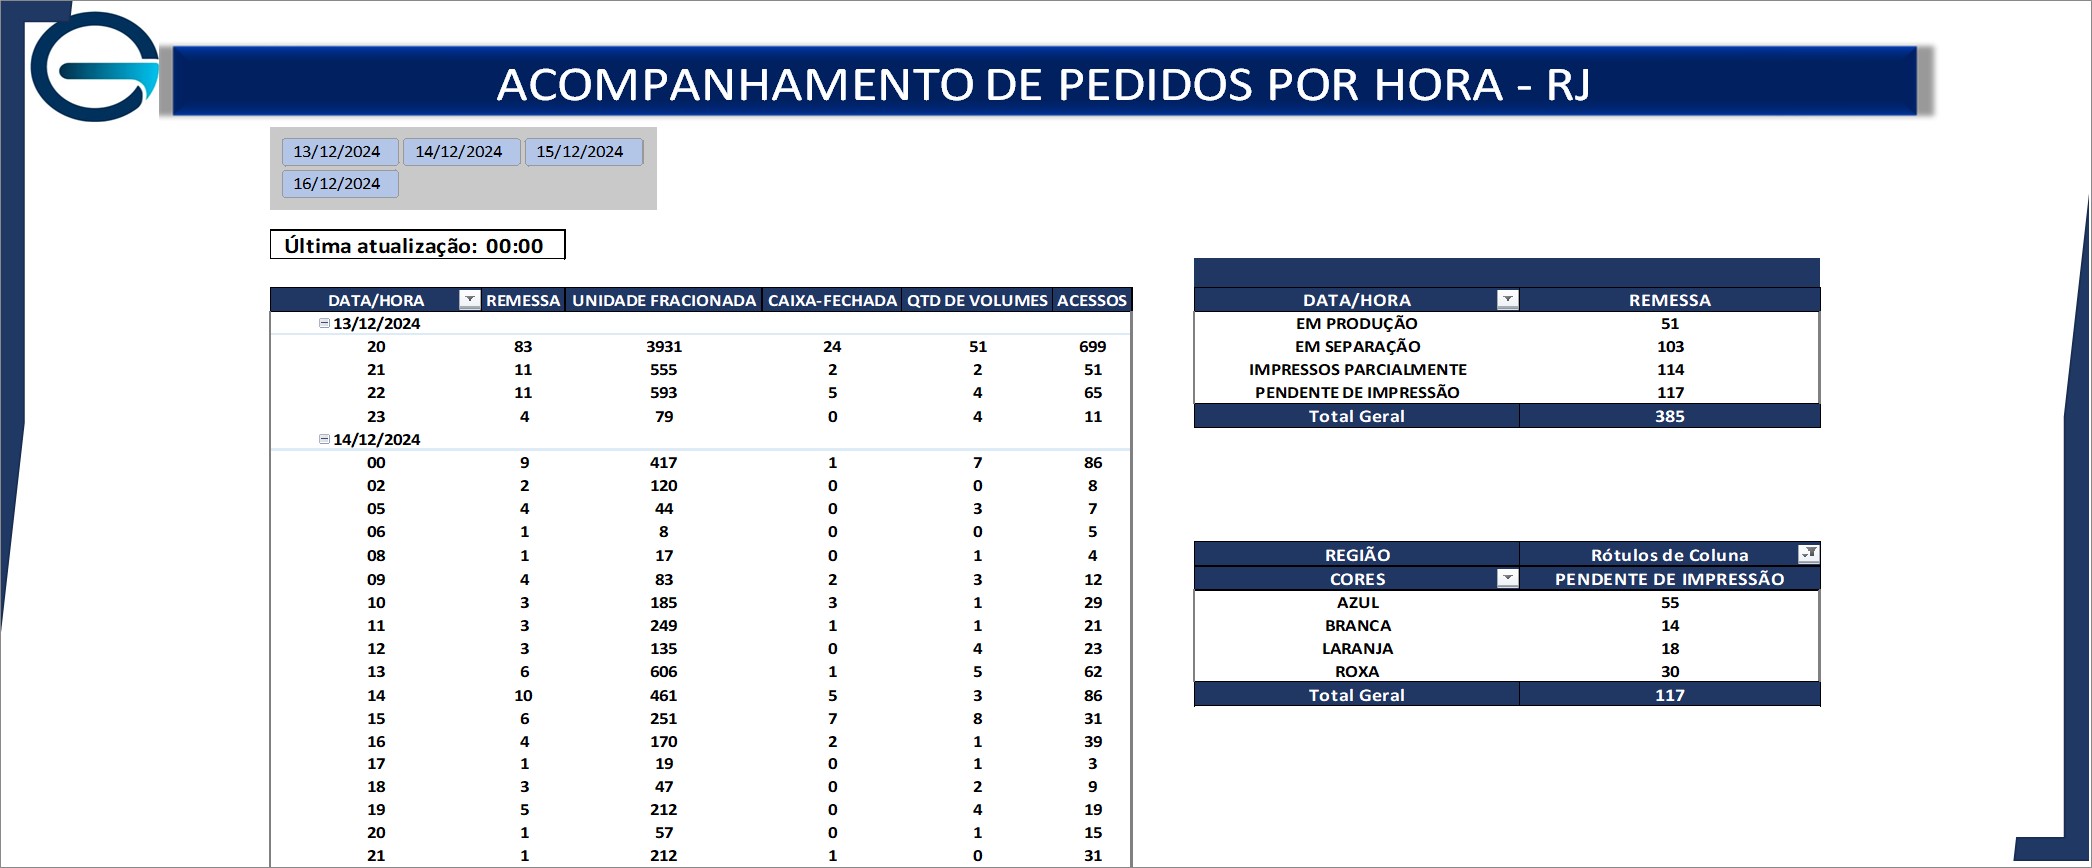 ACOMPANHAMENTO DE PEDIDOS POR HORA - RJ
13/12/2024 14/12/2024 15/12/2024
16/12/2024
Última atualização: 00:00
DATA/HORA REMESSA UNIDADE FRACIONADA CAIXA-FECHADA QTD DE VOLUMES ACESSOS
13/12/2024
20 83 3931 24 51 699
21 11 555 2 2 51
22 11 593 5 4 65
23 4 79 0 4 11
14/12/2024
00 9 417 1 7 86
02 2 120 0 0 8
05 4 44 0 3 7
06 1 8 0 0 5
08 1 17 0 1 4
09 4 83 2 3 12
10 3 185 3 1 29
11 3 249 1 1 21
12 3 135 0 4 23
13 6 606 1 5 62
14 10 461 5 3 86
15 6 251 7 8 31
16 4 170 2 1 39
17 1 19 0 1 3
18 3 47 0 2 9
19 5 212 0 4 19
20 1 57 0 1 15
21 1 212 1 0 31
DATA/HORA REMESSA
EM PRODUÇÃO 51
EM SEPARAÇÃO 103
IMPRESSOS PARCIALMENTE 114
PENDENTE DE IMPRESSÃO 117
Total Geral 385
REGIÃO Rótulos de Coluna
CORES PENDENTE DE IMPRESSÃO
AZUL 55
BRANCA 14
LARANJA 18
ROXA 30
Total Geral 117